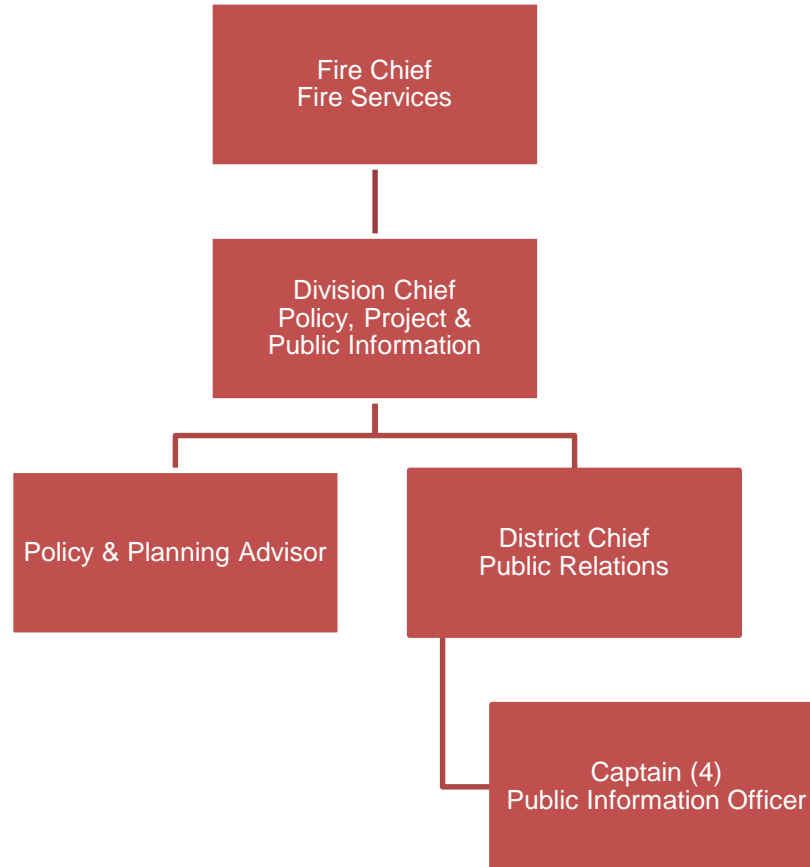 Fire Chief
Fire Services
Division Chief
Policy, Project &
Public Information
Policy & Planning Advisor
District Chief
Public Relations
Captain (4)
Public Information Officer